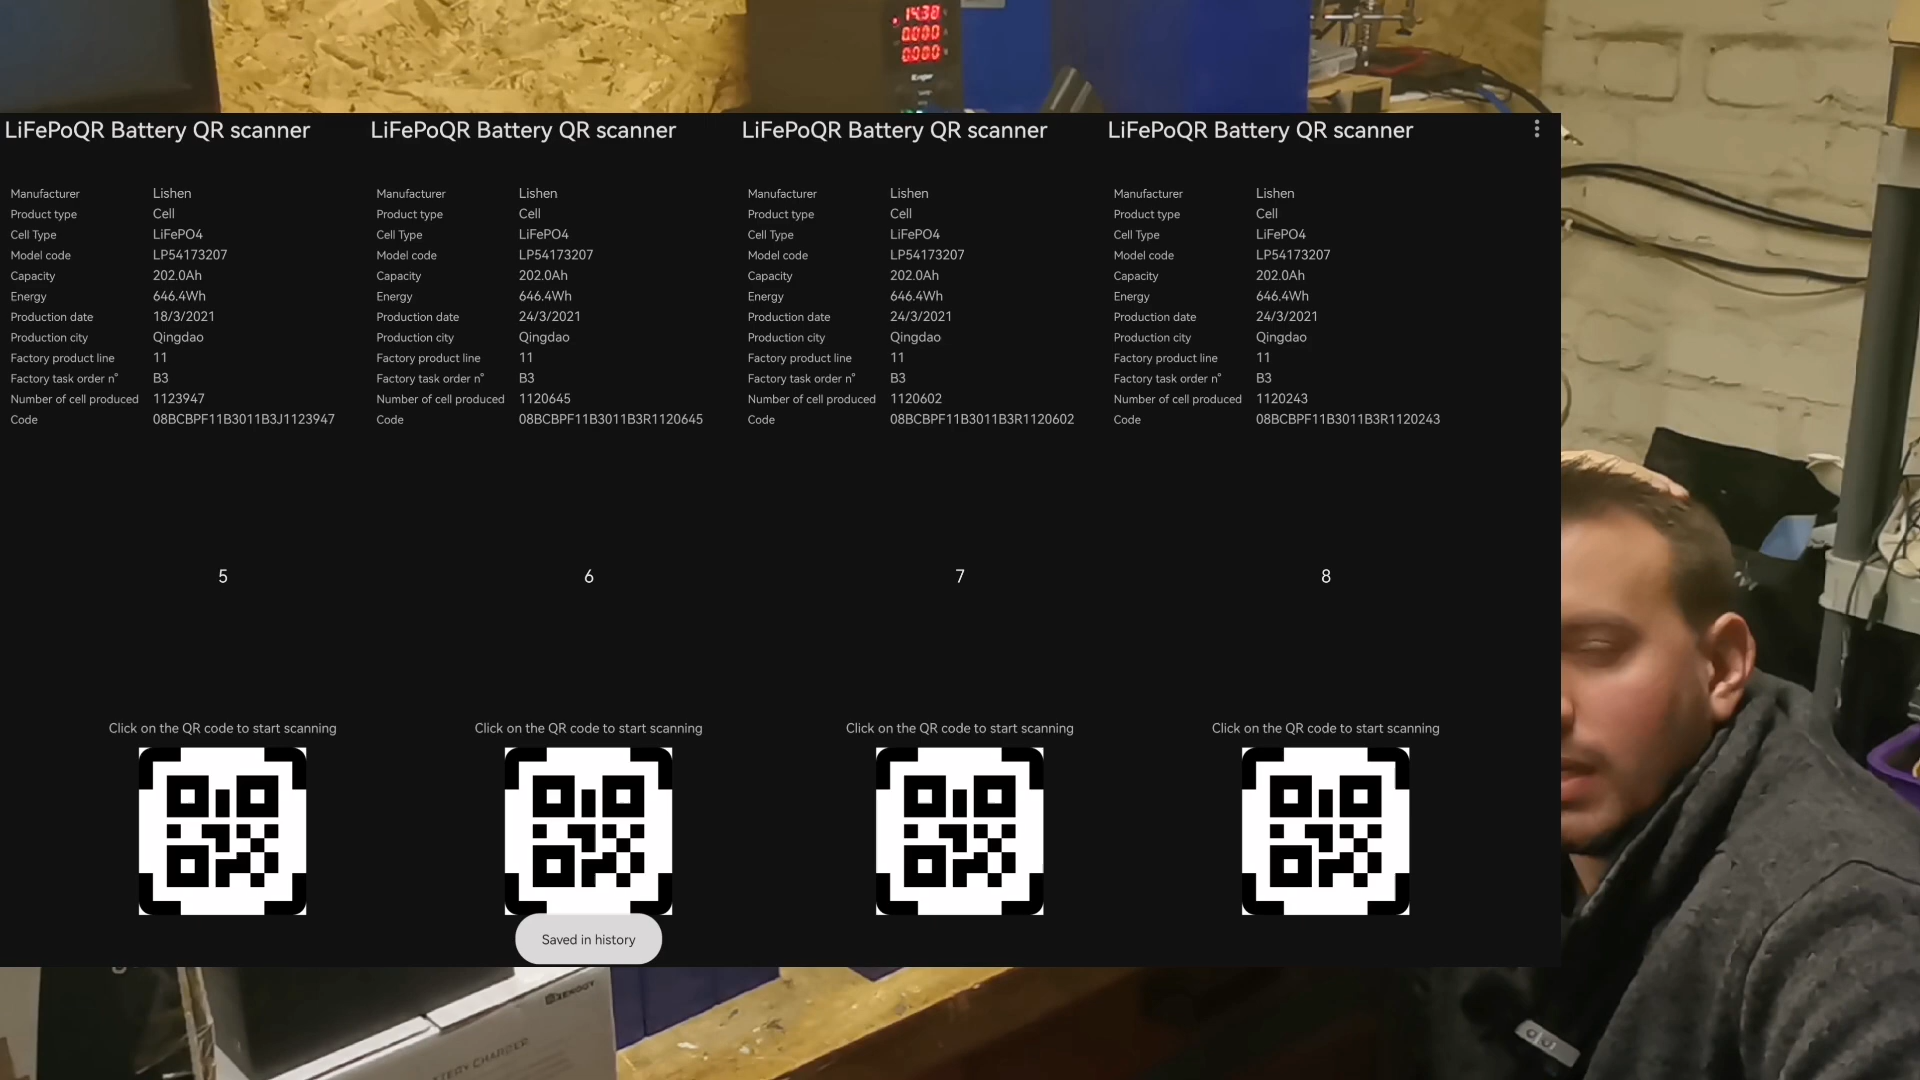 14.30
0.000
0.000
LiFePoQR Battery QR scanner
Manufacturer Lishen
Product type Cell
Cell Type LiFePO4
Model code LP54173207
Capacity 202.0Ah
Energy 646.4Wh
Production date 18/3/2021
Production city Qingdao
Factory product line 11
Factory task order n° B3
Number of cell produced 1123947
Code 08BCBPF11B3011B3J1123947
5
Click on the QR code to start scanning
LiFePoQR Battery QR scanner
Manufacturer Lishen
Product type Cell
Cell Type LiFePO4
Model code LP54173207
Capacity 202.0Ah
Energy 646.4Wh
Production date 24/3/2021
Production city Qingdao
Factory product line 11
Factory task order n° B3
Number of cell produced 1120645
Code 08BCBPF11B3011B3R1120645
6
Click on the QR code to start scanning
Saved in history
LiFePoQR Battery QR scanner
Manufacturer Lishen
Product type Cell
Cell Type LiFePO4
Model code LP54173207
Capacity 202.0Ah
Energy 646.4Wh
Production date 24/3/2021
Production city Qingdao
Factory product line 11
Factory task order n° B3
Number of cell produced 1120602
Code 08BCBPF11B3011B3R1120602
7
Click on the QR code to start scanning
LiFePoQR Battery QR scanner
Manufacturer Lishen
Product type Cell
Cell Type LiFePO4
Model code LP54173207
Capacity 202.0Ah
Energy 646.4Wh
Production date 24/3/2021
Production city Qingdao
Factory product line 11
Factory task order n° B3
Number of cell produced 1120243
Code 08BCBPF11B3011B3R1120243
8
Click on the QR code to start scanning
RENOGY
CHARGER